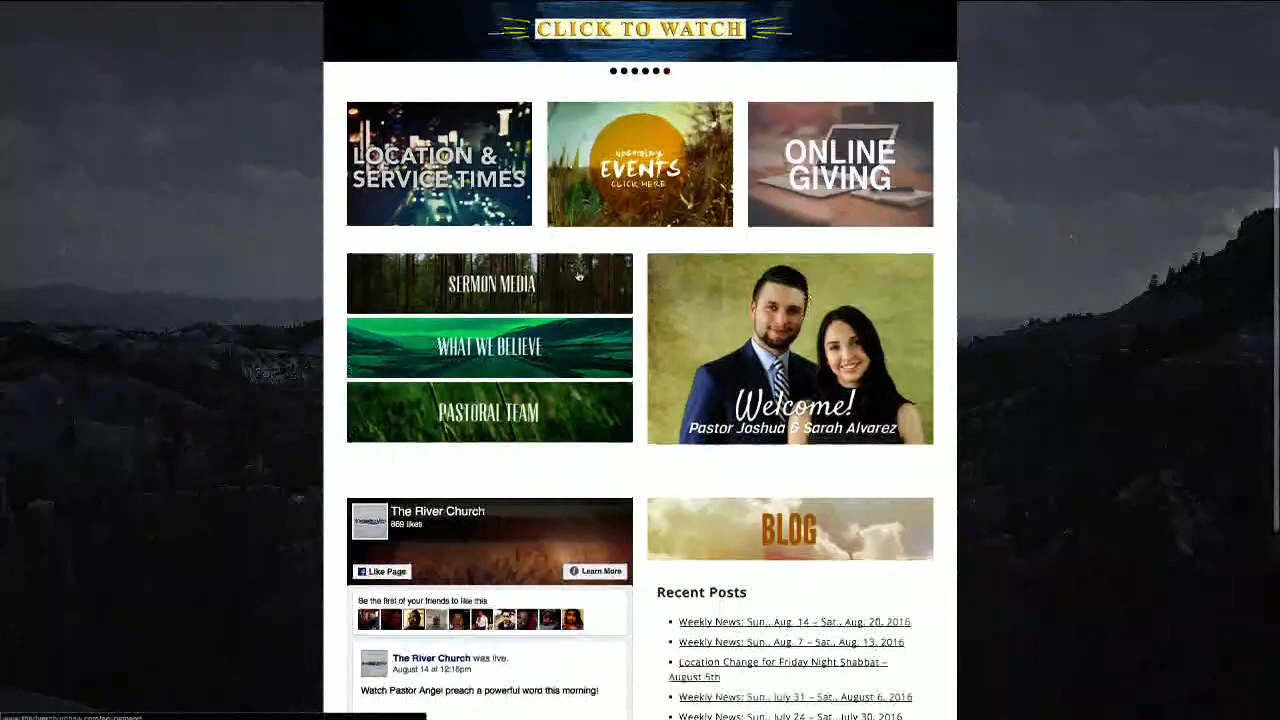 CLICK TO WATCH
LOCATION &
SERVICE TIMES
upcoming
EVENTS
CLICK HERE
ONLINE
GIVING
SERMON MEDIA
WHAT WE BELIEVE
PASTORAL TEAM
Welcome!
Pastor Joshua & Sarah Alvarez
The River Church
869 likes
Like Page
Learn More
Be the first of your friends to like this
The River Church was live.
August 14 at 12:16pm
Watch Pastor Angel preach a powerful word this morning!
BLOG
Recent Posts
Weekly News: Sun., Aug. 14 – Sat., Aug. 20, 2016
Weekly News: Sun., Aug. 7 – Sat., Aug. 13, 2016
Location Change for Friday Night Shabbat –
August 5th
Weekly News: Sun., July 31 – Sat., August 6, 2016
Weekly News: Sun., July 24 – Sat., July 30, 2016